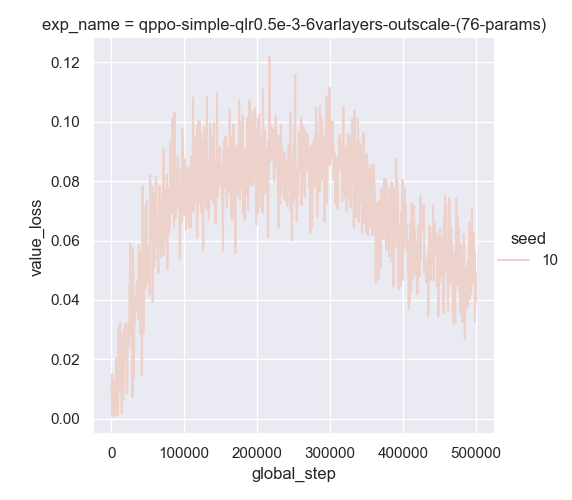 exp_name = qppo-simple-qlr0.5e-3-6varlayers-outscale-(76-params)
0.12
0.10
0.08
0.06
0.04
0.02
0.00
value_loss
0 100000 200000 300000 400000 500000
global_step
seed
10